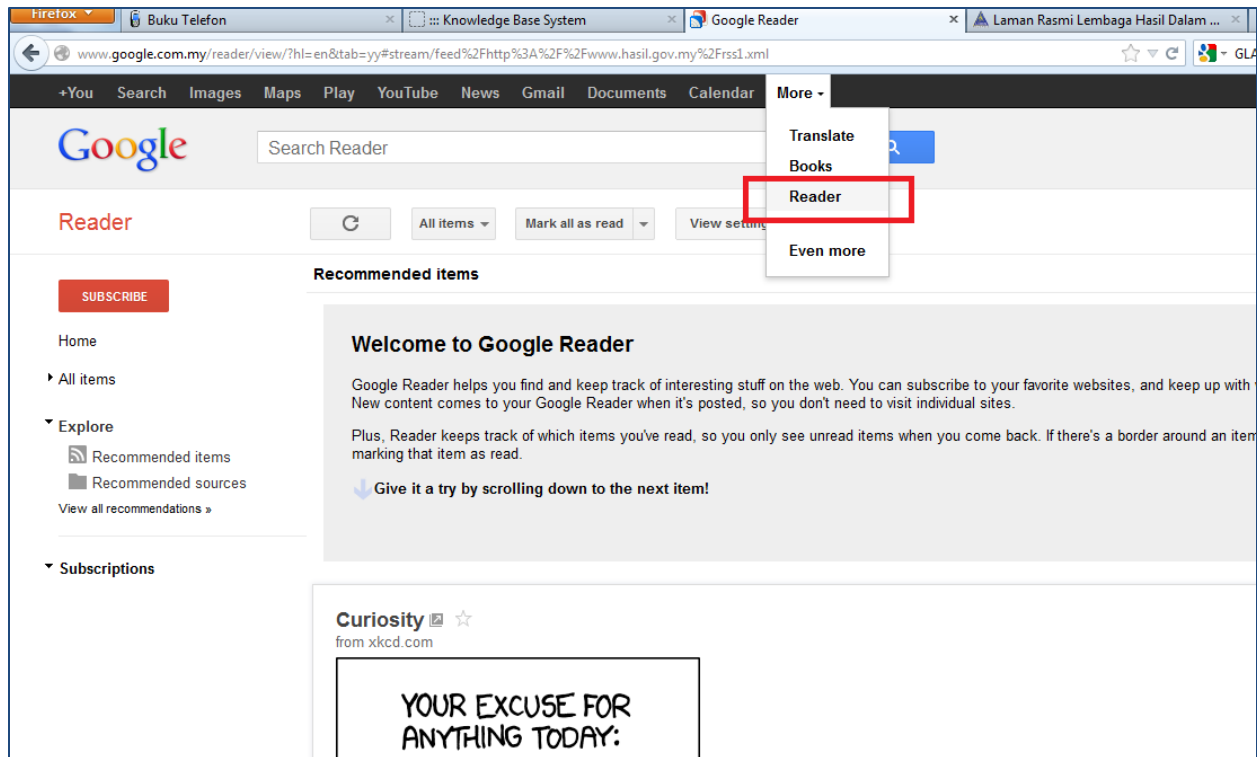 Firefox
Buku Telefon
::: Knowledge Base System
Google Reader
Laman Rasmi Lembaga Hasil Dalam ...
www.google.com.my/reader/view/?hl=en&tab=yy#stream/feed%2Fhttp%3A%2F%2Fwww.hasil.gov.my%2Frss1.xml
GLA
+You Search Images Maps Play YouTube News Gmail Documents Calendar More
Translate
Books
Reader
Even more
Google
Search Reader
Reader
All items
Mark all as read
View setting
Recommended items
SUBSCRIBE
Home
All items
Explore
Recommended items
Recommended sources
View all recommendations »
Subscriptions
Welcome to Google Reader
Google Reader helps you find and keep track of interesting stuff on the web. You can subscribe to your favorite websites, and keep up with
New content comes to your Google Reader when it's posted, so you don't need to visit individual sites.
Plus, Reader keeps track of which items you've read, so you only see unread items when you come back. If there's a border around an item
marking that item as read.
Give it a try by scrolling down to the next item!
Curiosity
from xkcd.com
YOUR EXCUSE FOR
ANYTHING TODAY: